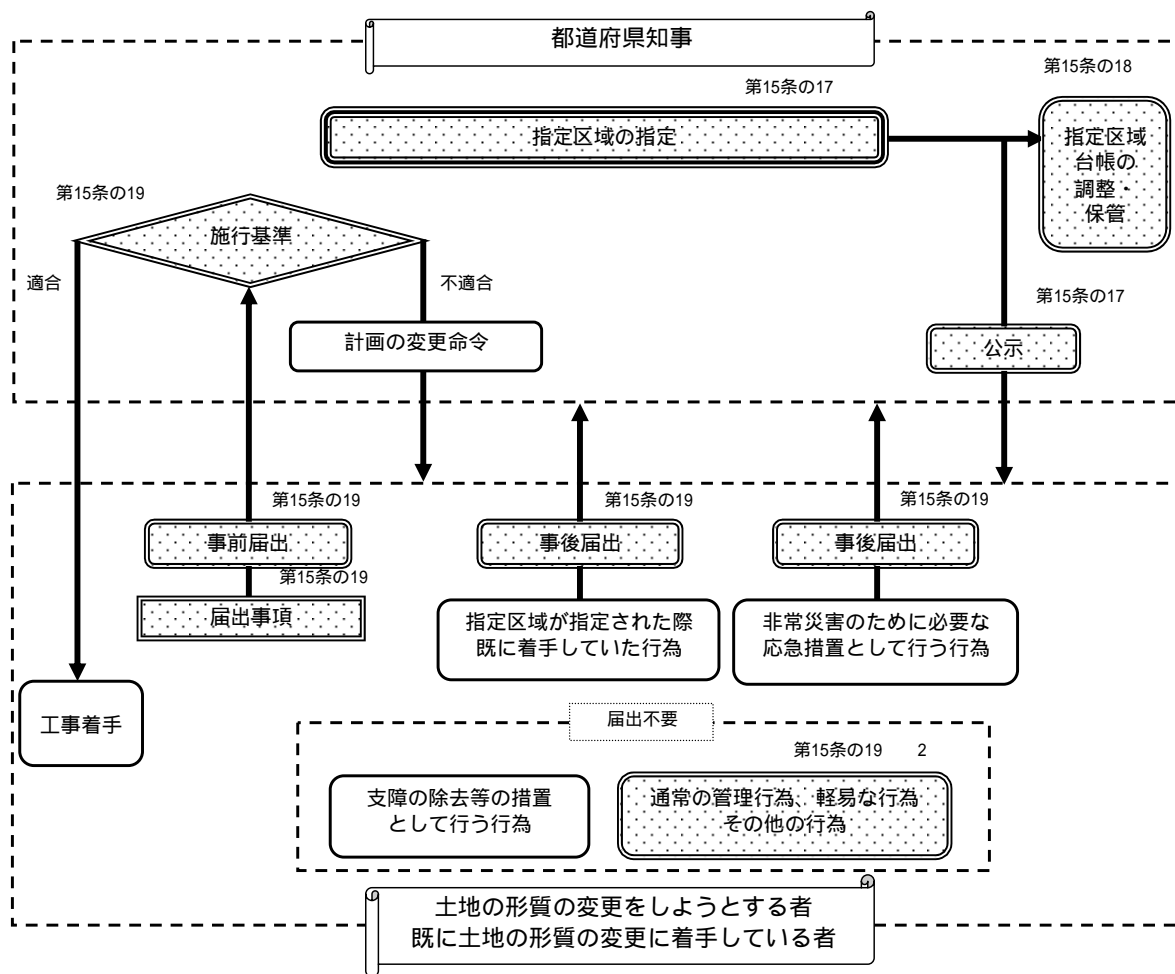 都道府県知事
第15条の17
第15条の18
指定区域の指定
指定区域
台帳の
調整・
保管
第15条の19
施行基準
適合
不適合
第15条の17
計画の変更命令
公示
第15条の19
第15条の19
第15条の19
事前届出
事後届出
事後届出
第15条の19
届出事項
指定区域が指定された際
既に着手していた行為
非常災害のために必要な
応急措置として行う行為
工事着手
届出不要
第15条の19 2
支障の除去等の措置
として行う行為
通常の管理行為、軽易な行為
その他の行為
土地の形質の変更をしようとする者
既に土地の形質の変更に着手している者